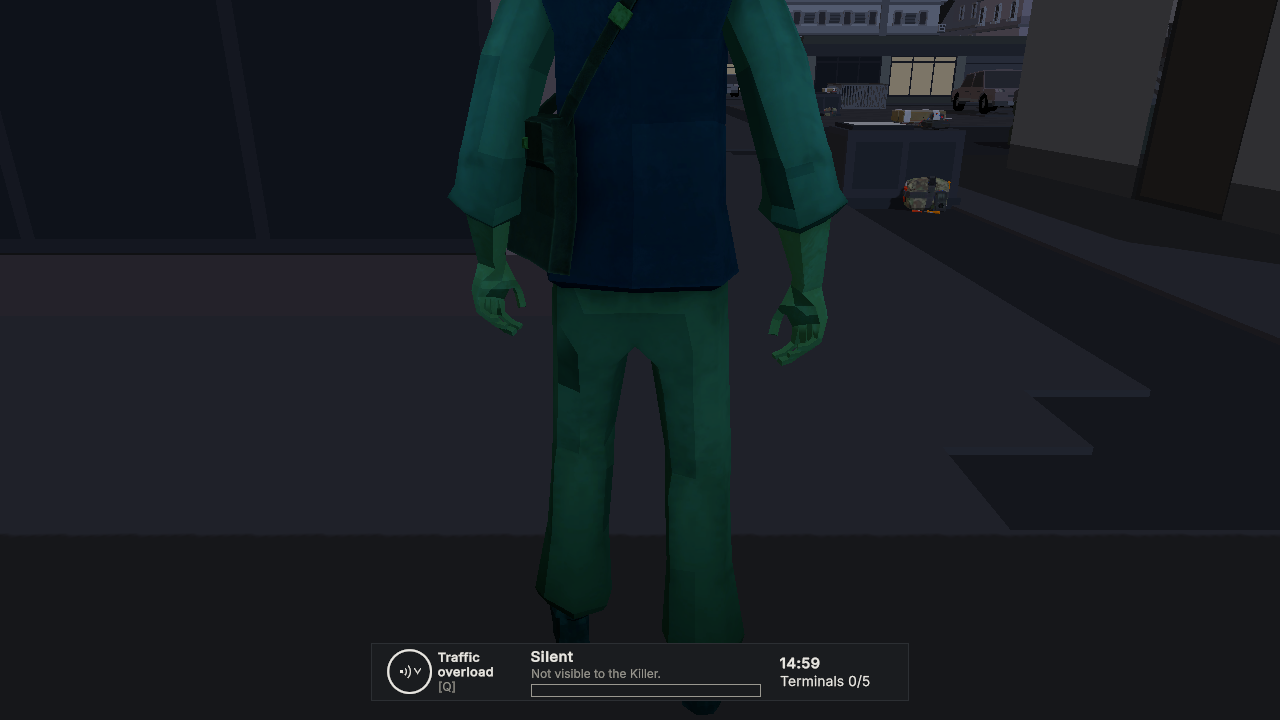 Traffic
overload
[Q]
Silent
Not visible to the Killer.
14:59
Terminals 0/5